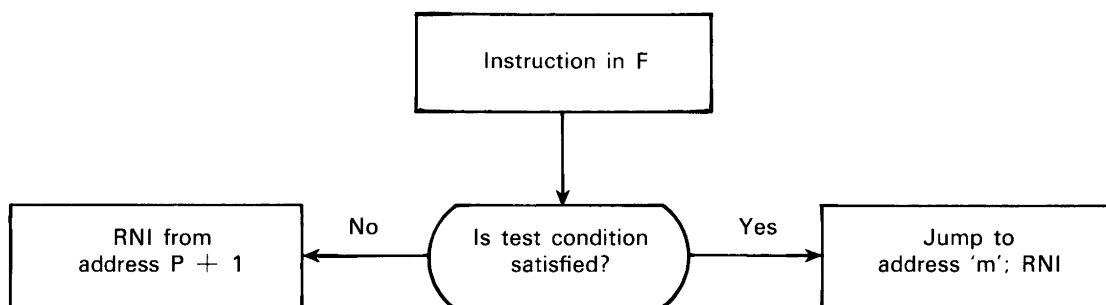 Instruction in F
No
Yes
RNI from
address P + 1
Is test condition
satisfied?
Jump to
address 'm'; RNI